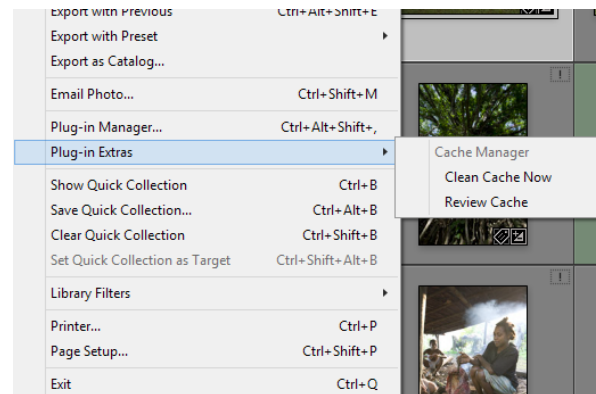 Export with Previous Ctrl+Alt+Shift+E
Export with Preset
Export as Catalog...
Email Photo... Ctrl+Shift+M
Plug-in Manager... Ctrl+Alt+Shift+,
Plug-in Extras
Cache Manager
Clean Cache Now
Review Cache
Show Quick Collection Ctrl+B
Save Quick Collection... Ctrl+Alt+B
Clear Quick Collection Ctrl+Shift+B
Set Quick Collection as Target Ctrl+Shift+Alt+B
Library Filters
Printer... Ctrl+P
Page Setup... Ctrl+Shift+P
Exit Ctrl+Q